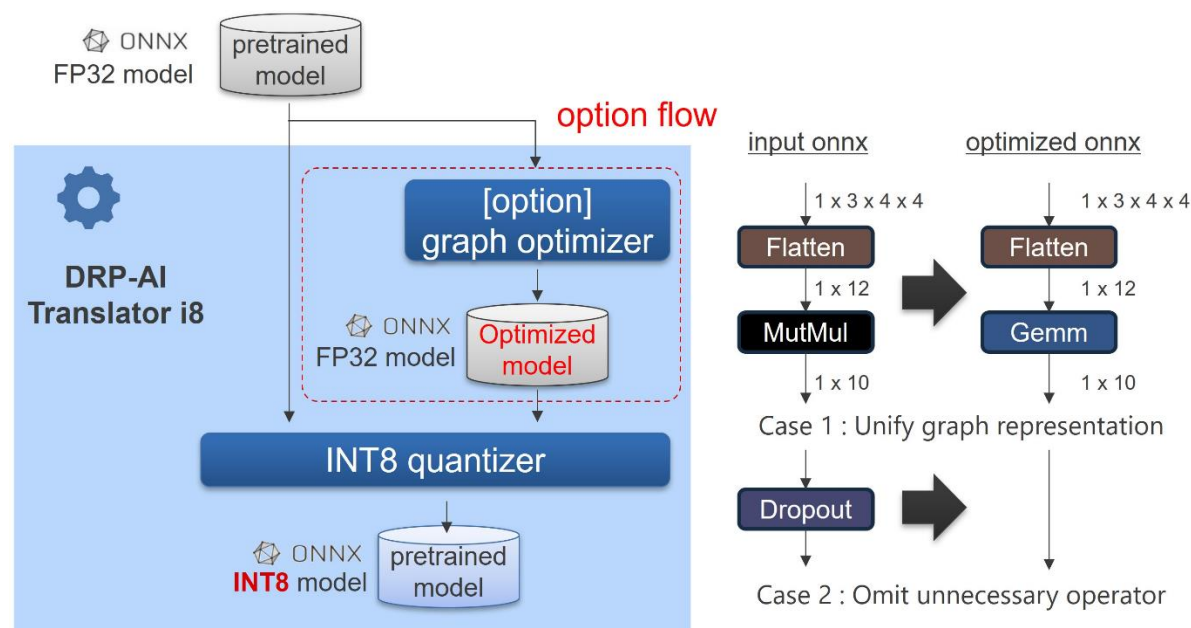 ONNX
FP32 model
pretrained
model
option flow
DRP-AI
Translator i8
[option]
graph optimizer
ONNX
FP32 model
Optimized
model
INT8 quantizer
ONNX
INT8 model
pretrained
model
input onnx
optimized onnx
1 x 3 x 4 x 4
1 x 3 x 4 x 4
Flatten
Flatten
1 x 12
1 x 12
MutMul
Gemm
1 x 10
1 x 10
Case 1 : Unify graph representation
Dropout
Case 2 : Omit unnecessary operator